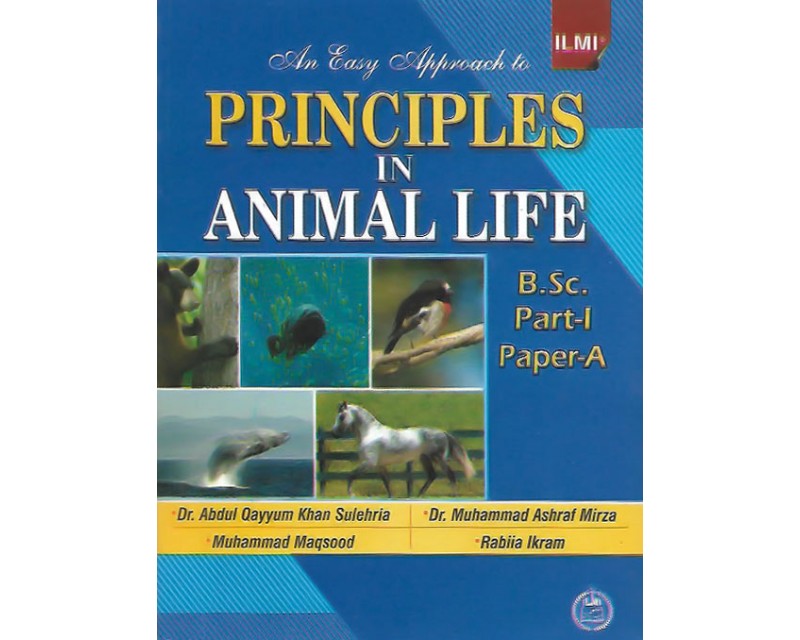 ILMI®
An Easy Approach to
PRINCIPLES
IN
ANIMAL LIFE
B.Sc.
Part-I
Paper-A
*Dr. Abdul Qayyum Khan Sulehria
*Dr. Muhammad Ashraf Mirza
*Muhammad Maqsood
*Rabiia Ikram